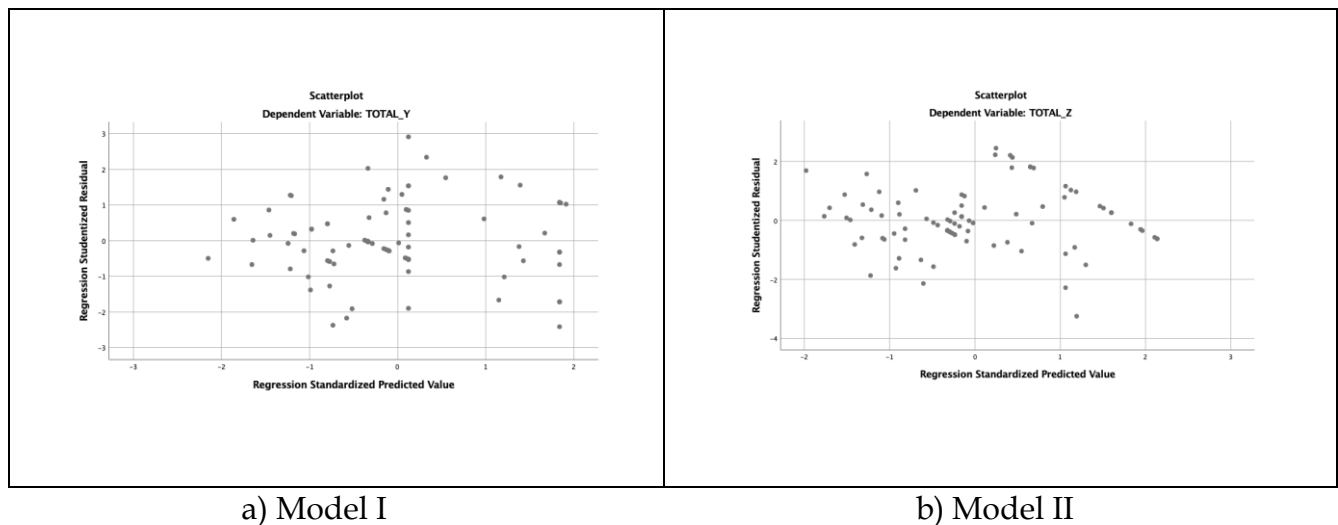 Scatterplot
Dependent Variable: TOTAL_Y
Regression Studentized Residual
3
2
1
0
-1
-2
-3
-3
-2
-1
0
1
2
Regression Standardized Predicted Value
Scatterplot
Dependent Variable: TOTAL_Z
Regression Studentized Residual
2
0
-2
-4
-2
-1
0
1
2
3
Regression Standardized Predicted Value
a) Model I
b) Model II